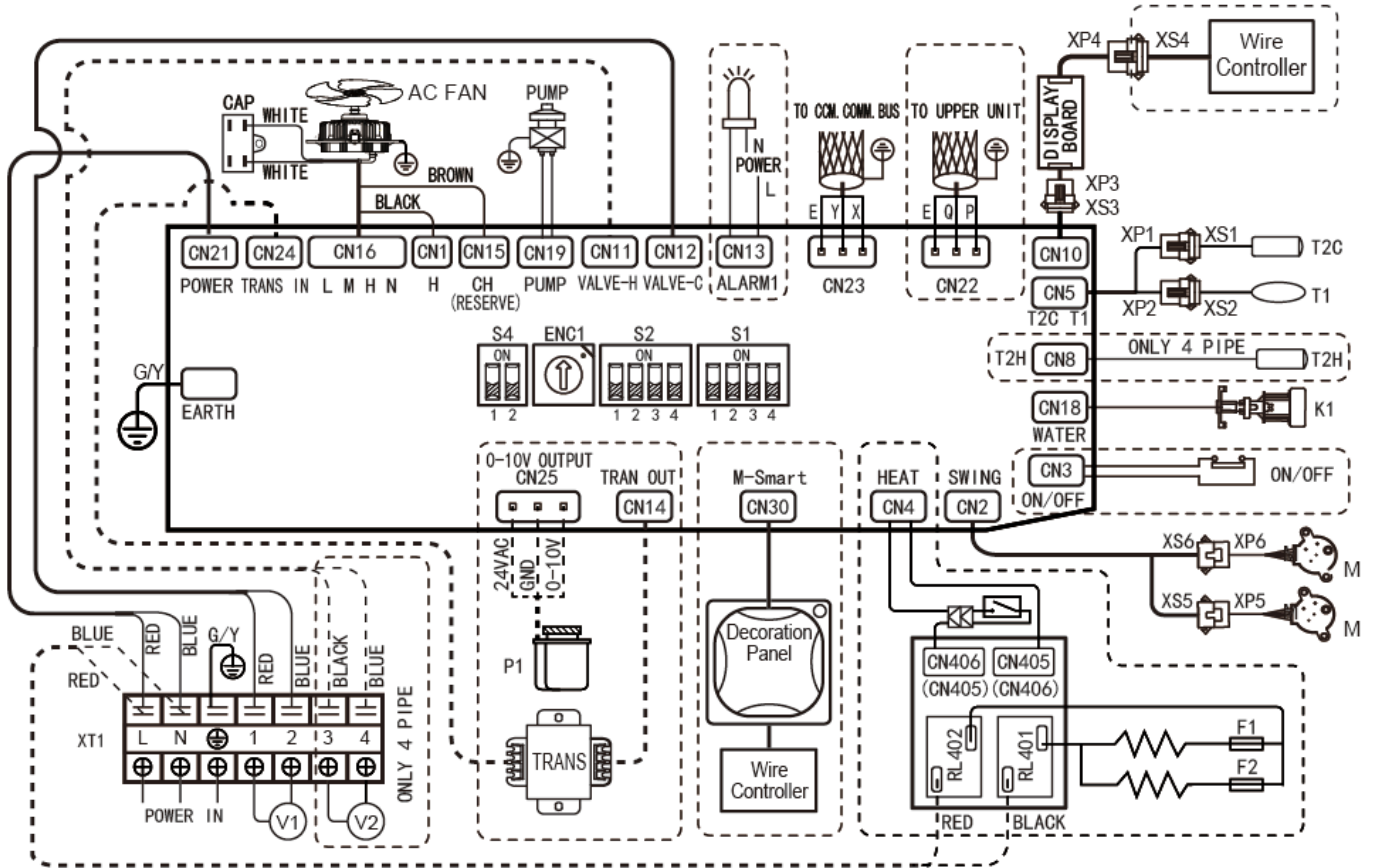 XP4 XS4
Wire
Controller
AC FAN
PUMP
CAP
WHITE
WHITE
BROWN
BLACK
N
POWER
L
TO CCM.COMM.BUS
TO UPPER UNIT
DISPLAY
BOARD
XP3
XS3
E Y X
E Q P
CN21 CN24 CN16 CN1 CN15 CN19 CN11 CN12 CN13
POWER TRANS IN L M H N H CH PUMP VALVE-H VALVE-C ALARM1
(RESERVE)
CN23
CN22
CN10
XP1 XS1 T2C
CN5
XP2 XS2 T1
T2C T1
ONLY 4 PIPE
T2H CN8 T2H
CN18 K1
WATER
CN3 ON/OFF
ON/OFF
G/Y
EARTH
S4 ENC1 S2 S1
ON ON ON
1 2 1 2 3 4 1 2 3 4
0-10V OUTPUT
CN25
TRAN OUT
CN14
M-Smart
CN30
HEAT
CN4
SWING
CN2
24VAC
GND
0-10V
P1
TRANS
Decoration
Panel
Wire
Controller
XS6 XP6 M
XS5 XP5 M
CN406 CN405
(CN405) (CN406)
RL402 RL401
F1
F2
RED BLACK
BLUE
RED
RED
BLUE
G/Y
RED
BLUE
BLACK
BLUE
XT1
L N 1 2 3 4
POWER IN
V1 V2
ONLY 4 PIPE